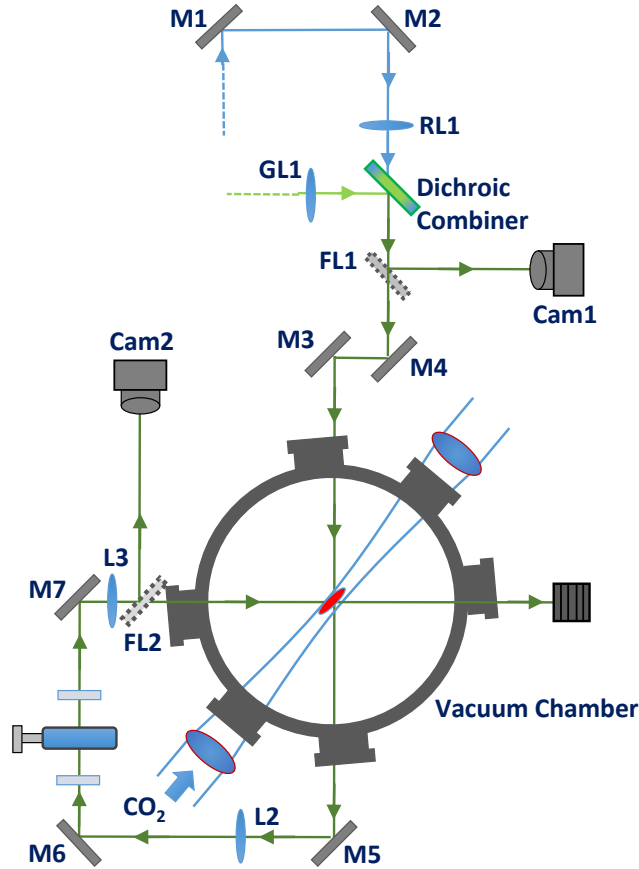 M1
M2
RL1
GL1
Dichroic
Combiner
FL1
Cam1
M3
Cam2
M4
L3
M7
FL2
Vacuum Chamber
CO₂
L2
M6
M5